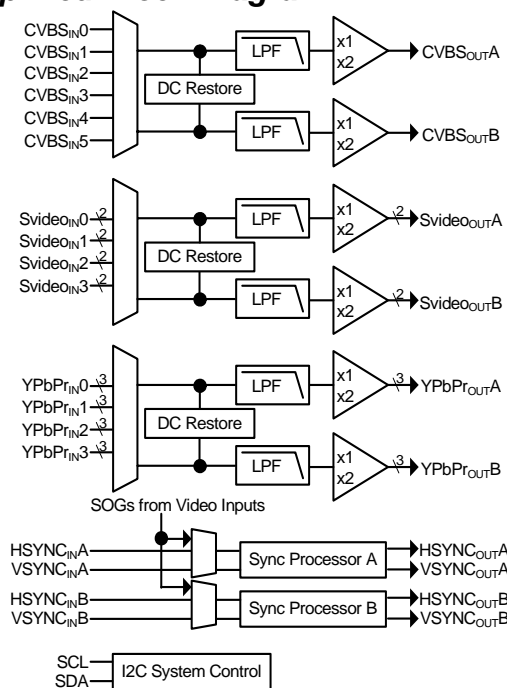 CVBSIN0
CVBSIN1
CVBSIN2
CVBSIN3
CVBSIN4
CVBSIN5
DC Restore
LPF
x1
x2
CVBSOUTA
LPF
x1
x2
CVBSOUTB
SvideoIN0 2
SvideoIN1 2
SvideoIN2 2
SvideoIN3 2
DC Restore
LPF
x1
x2
2 SvideoOUTA
LPF
x1
x2
2 SvideoOUTB
YPbPrIN0 3
YPbPrIN1 3
YPbPrIN2 3
YPbPrIN3 3
DC Restore
LPF
x1
x2
3 YPbPrOUTA
LPF
x1
x2
3 YPbPrOUTB
SOGs from Video Inputs
HSYNCINA
VSYNCINA
Sync Processor A
HSYNCOUTA
VSYNCOUTA
HSYNCINB
VSYNCINB
Sync Processor B
HSYNCOUTB
VSYNCOUTB
SCL
SDA
I2C System Control